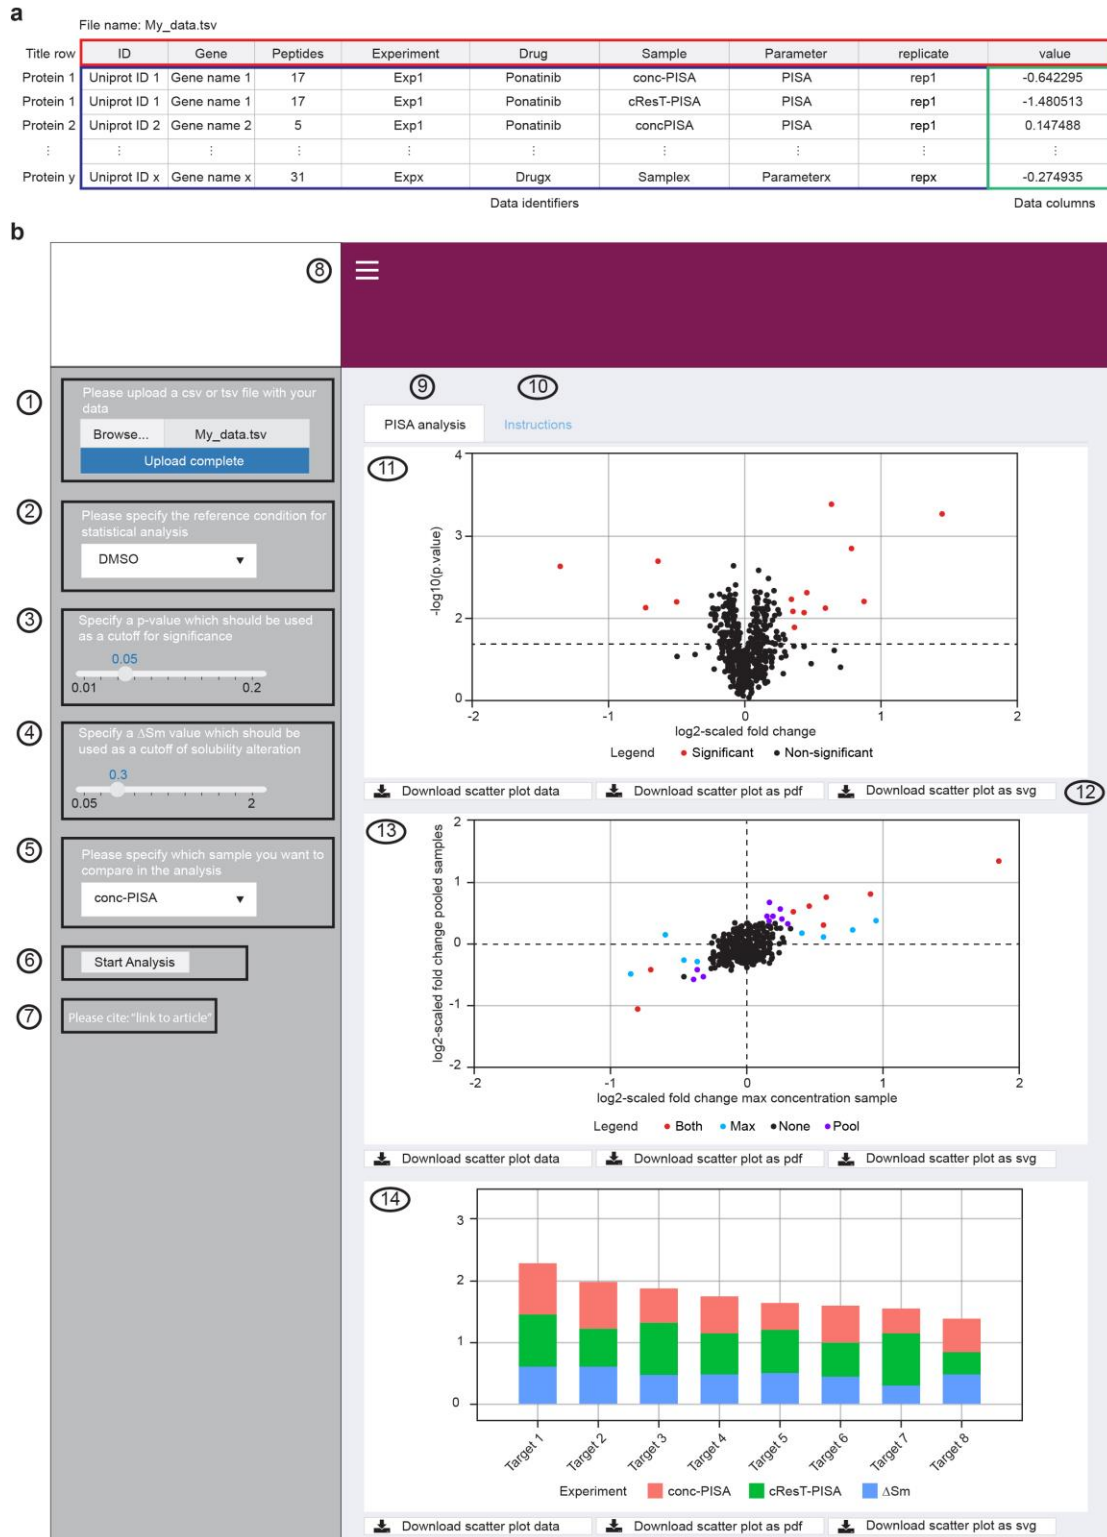 a
File name: My_data.tsv
Title row ID Gene Peptides Experiment Drug Sample Parameter replicate value
Protein 1 Uniprot ID 1 Gene name 1 17 Exp1 Ponatinib conc-PISA PISA rep1 -0.642295
Protein 1 Uniprot ID 1 Gene name 1 17 Exp1 Ponatinib cResT-PISA PISA rep1 -1.480513
Protein 2 Uniprot ID 2 Gene name 2 5 Exp1 Ponatinib concPISA PISA rep1 0.147488
⋮ ⋮ ⋮ ⋮ ⋮ ⋮ ⋮ ⋮ ⋮ ⋮
Protein y Uniprot ID x Gene name x 31 Expx Drugx Samplex Parameterx repx -0.274935
Data identifiers Data columns
b
8
1
Please upload a csv or tsv file with your
data
Browse... My_data.tsv
Upload complete
2
Please specify the reference condition for
statistical analysis
DMSO
3
Specify a p-value which should be used
as a cutoff for significance
0.05
0.01 0.2
4
Specify a ΔSm value which should be
used as a cutoff of solubility alteration
0.3
0.05 2
5
Please specify which sample you want to
compare in the analysis
conc-PISA
6
Start Analysis
7
Please cite: "link to article"
9 10
PISA analysis Instructions
11
-log10(p.value)
4
3
2
0
-2 -1 0 1 2
log2-scaled fold change
Legend Significant Non-significant
Download scatter plot data Download scatter plot as pdf Download scatter plot as svg 12
13
log2-scaled fold change pooled samples
2
1
0
-1
-2
-2 -1 0 1 2
log2-scaled fold change max concentration sample
Legend Both Max None Pool
Download scatter plot data Download scatter plot as pdf Download scatter plot as svg
14
3
2
1
0
Target 1 Target 2 Target 3 Target 4 Target 5 Target 6 Target 7 Target 8
Experiment conc-PISA cResT-PISA ΔSm
Download scatter plot data Download scatter plot as pdf Download scatter plot as svg